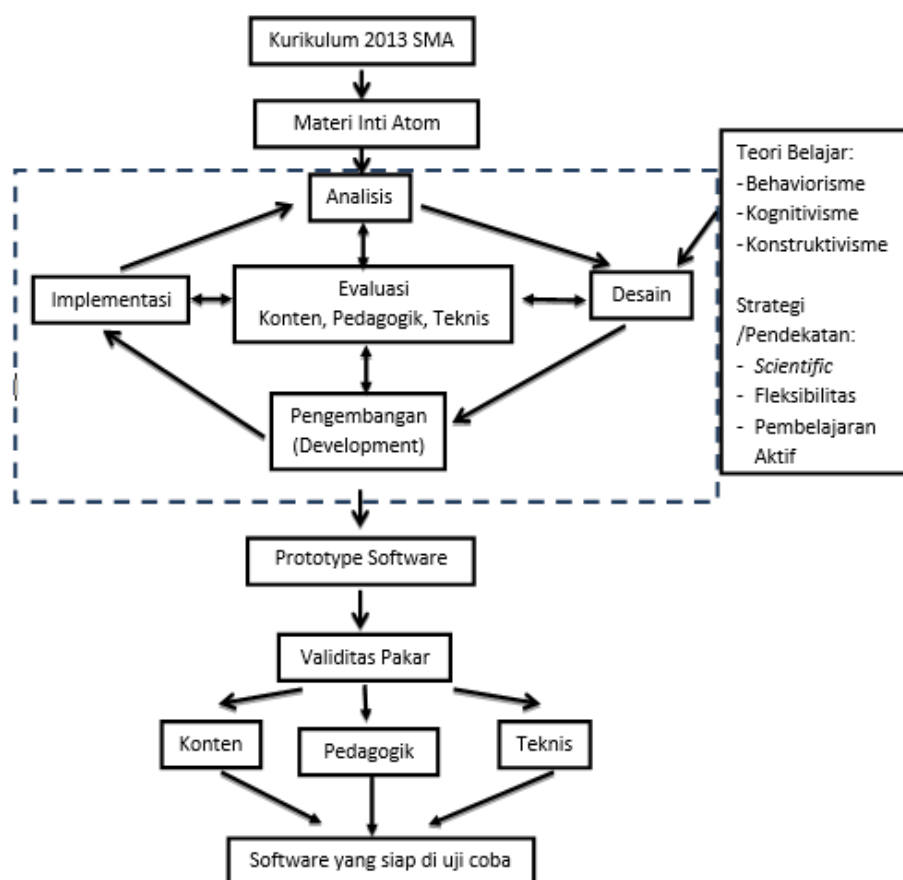 Kurikulum 2013 SMA
Materi Inti Atom
Analisis
Implementasi
Evaluasi
Konten, Pedagogik, Teknis
Desain
Pengembangan
(Development)
Teori Belajar:
-Behaviorisme
-Kognitivisme
-Konstruktivisme
Strategi
/Pendekatan:
- Scientific
- Fleksibilitas
- Pembelajaran
Aktif
Prototype Software
Validitas Pakar
Konten
Pedagogik
Teknis
Software yang siap di uji coba